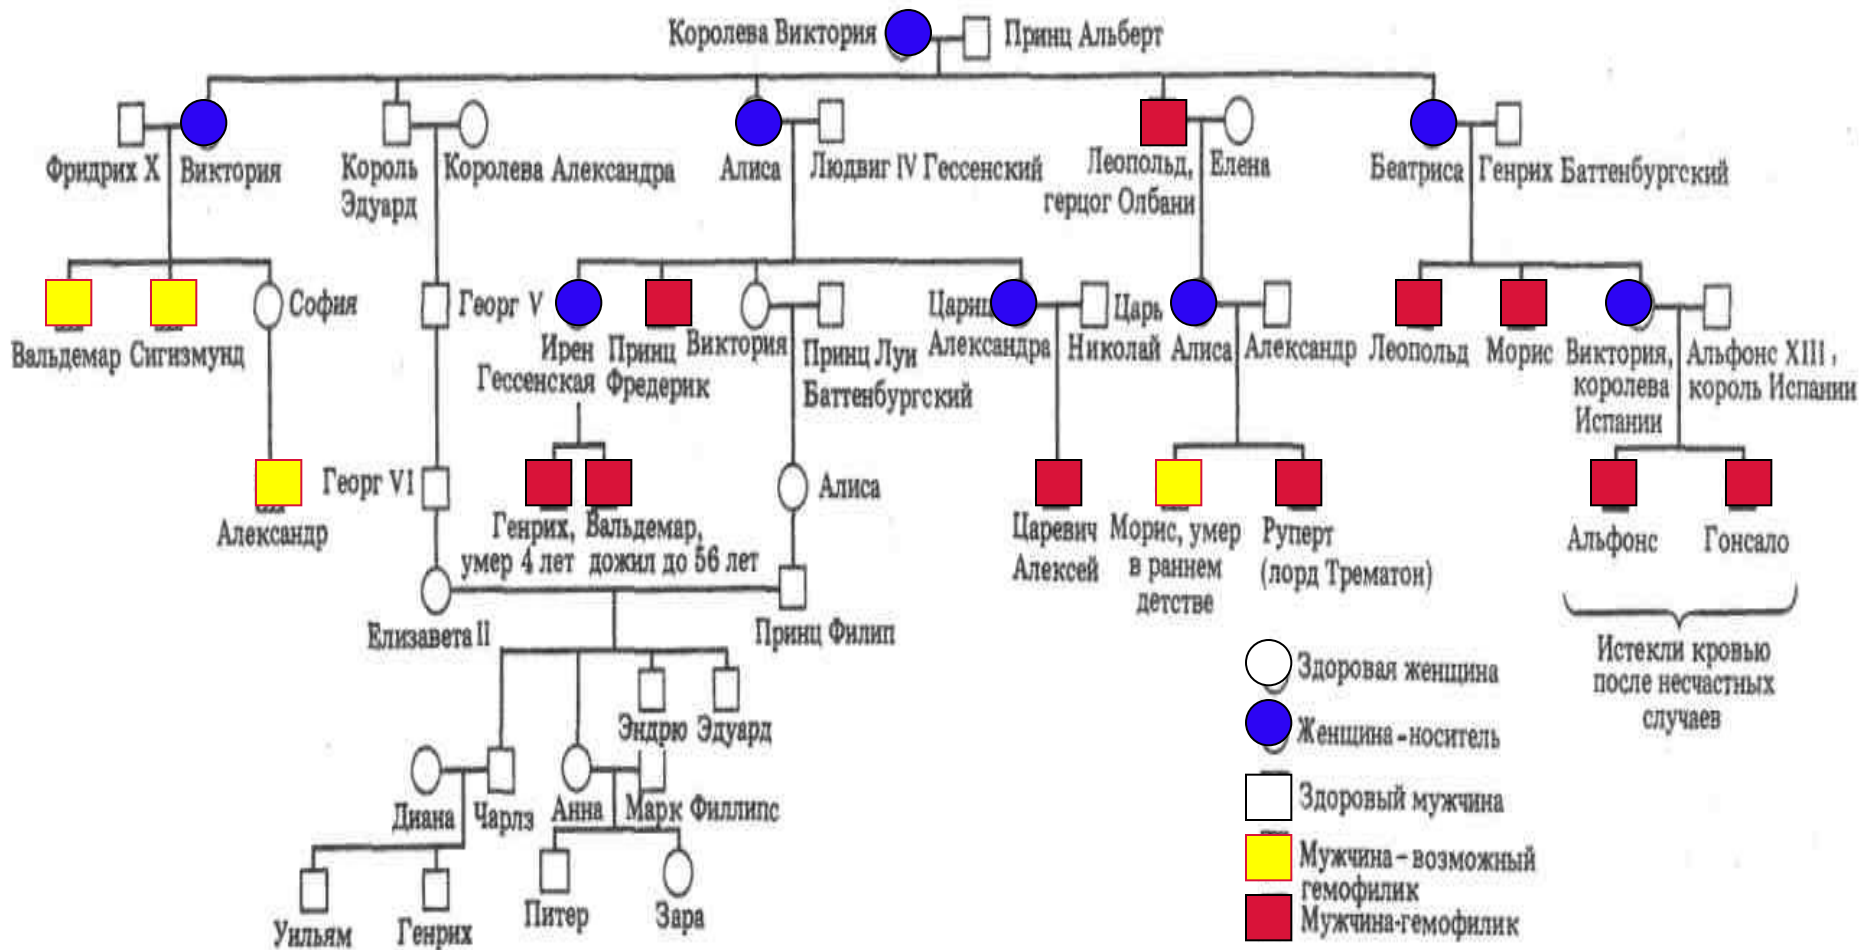 Королева Виктория
Принц Альберт
Фридрих X
Виктория
Король
Эдуард
Королева Александра
Алиса
Людвиг IV Гессенский
Леопольд,
герцог Олбани
Елена
Беатриса
Генрих Баттенбургский
Вальдемар
Сигизмунд
София
Георг V
Ирен
Гессенская
Принц
Фредерик
Виктория
Принц Луи
Баттенбургский
Цариц
Александра
Царь
Николай
Алиса
Александр
Леопольд
Морис
Виктория,
королева
Испании
Альфонс XIII,
король Испании
Александр
Георг VI
Генрих,
умер 4 лет
Вальдемар,
дожил до 56 лет
Алиса
Царевич
Алексей
Морис, умер
в раннем
детстве
Руперт
(лорд Трематон)
Альфонс
Гонсало
Истекли кровью
после несчастных
случаев
Елизавета II
Принц Филип
Эндрю
Эдуард
Диана
Чарлз
Анна
Марк Филлипс
Уильям
Генрих
Питер
Зара
Здоровая женщина
Женщина-носитель
Здоровый мужчина
Мужчина-возможный
гемофилик
Мужчина-гемофилик